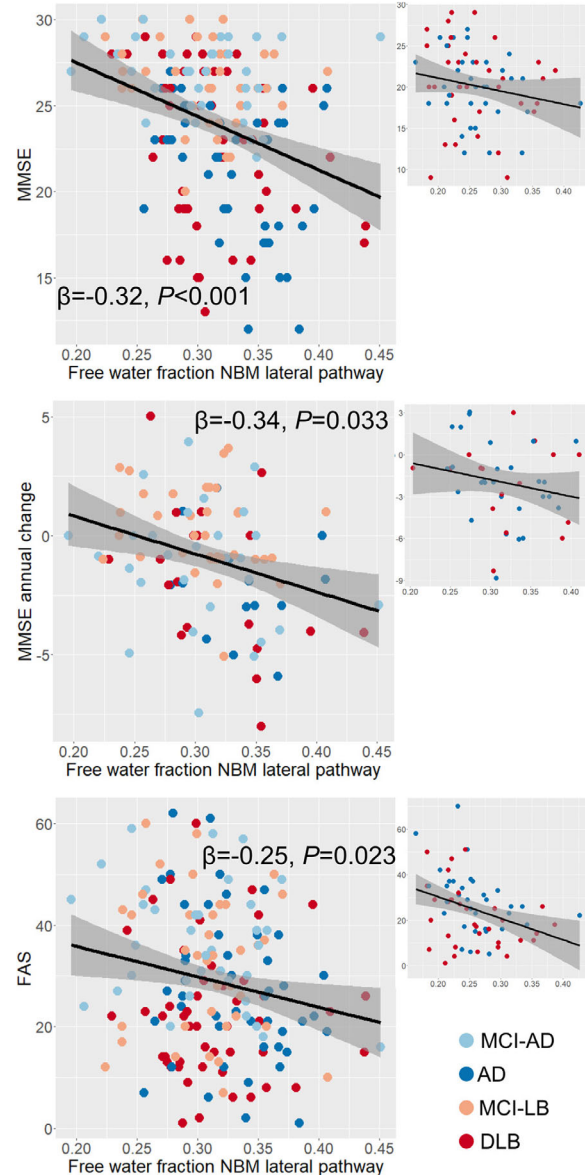 30
25
20
15
MMSE
β=-0.32, P<0.001
0.20 0.25 0.30 0.35 0.40 0.45
Free water fraction NBM lateral pathway
30
25
20
15
10
0.20 0.25 0.30 0.35 0.40
5
0
-5
MMSE annual change
β=-0.34, P=0.033
0.20 0.25 0.30 0.35 0.40 0.45
Free water fraction NBM lateral pathway
3
-0
-3
-6
-9
0.20 0.25 0.30 0.35 0.40
60
40
20
0
FAS
β=-0.25, P=0.023
0.20 0.25 0.30 0.35 0.40 0.45
Free water fraction NBM lateral pathway
80
60
40
20
0
0.20 0.25 0.30 0.35 0.40
MCI-AD
AD
MCI-LB
DLB